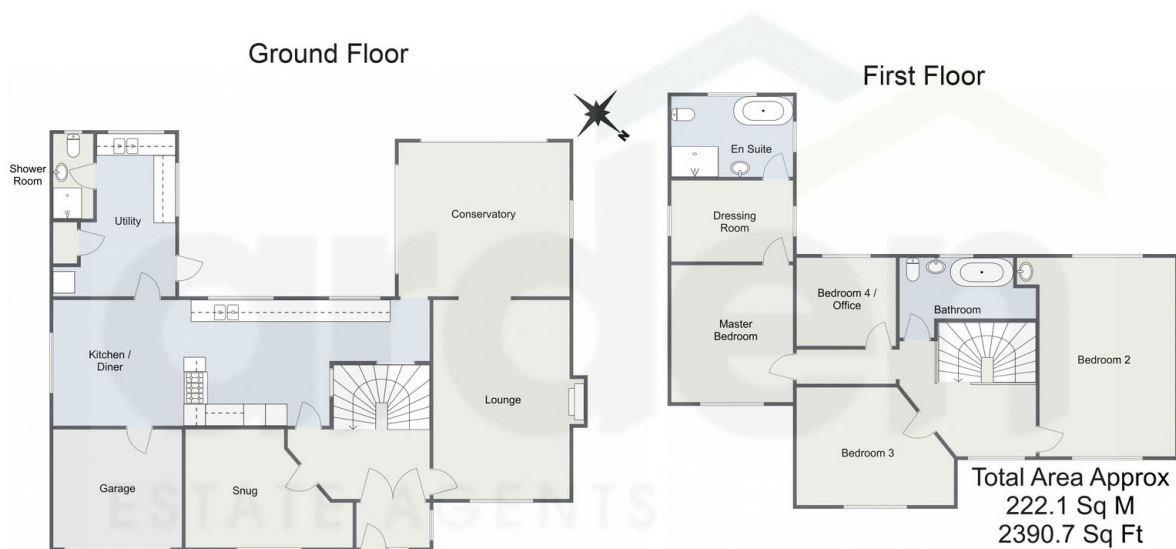 Ground Floor
First Floor
N
Shower
Room
Utility
Conservatory
Kitchen /
Diner
Lounge
Garage
Snug
En Suite
Dressing
Room
Master
Bedroom
Bedroom 4 /
Office
Bathroom
Bedroom 2
Bedroom 3
Total Area Approx
222.1 Sq M
2390.7 Sq Ft
arden
ESTATE AGENTS